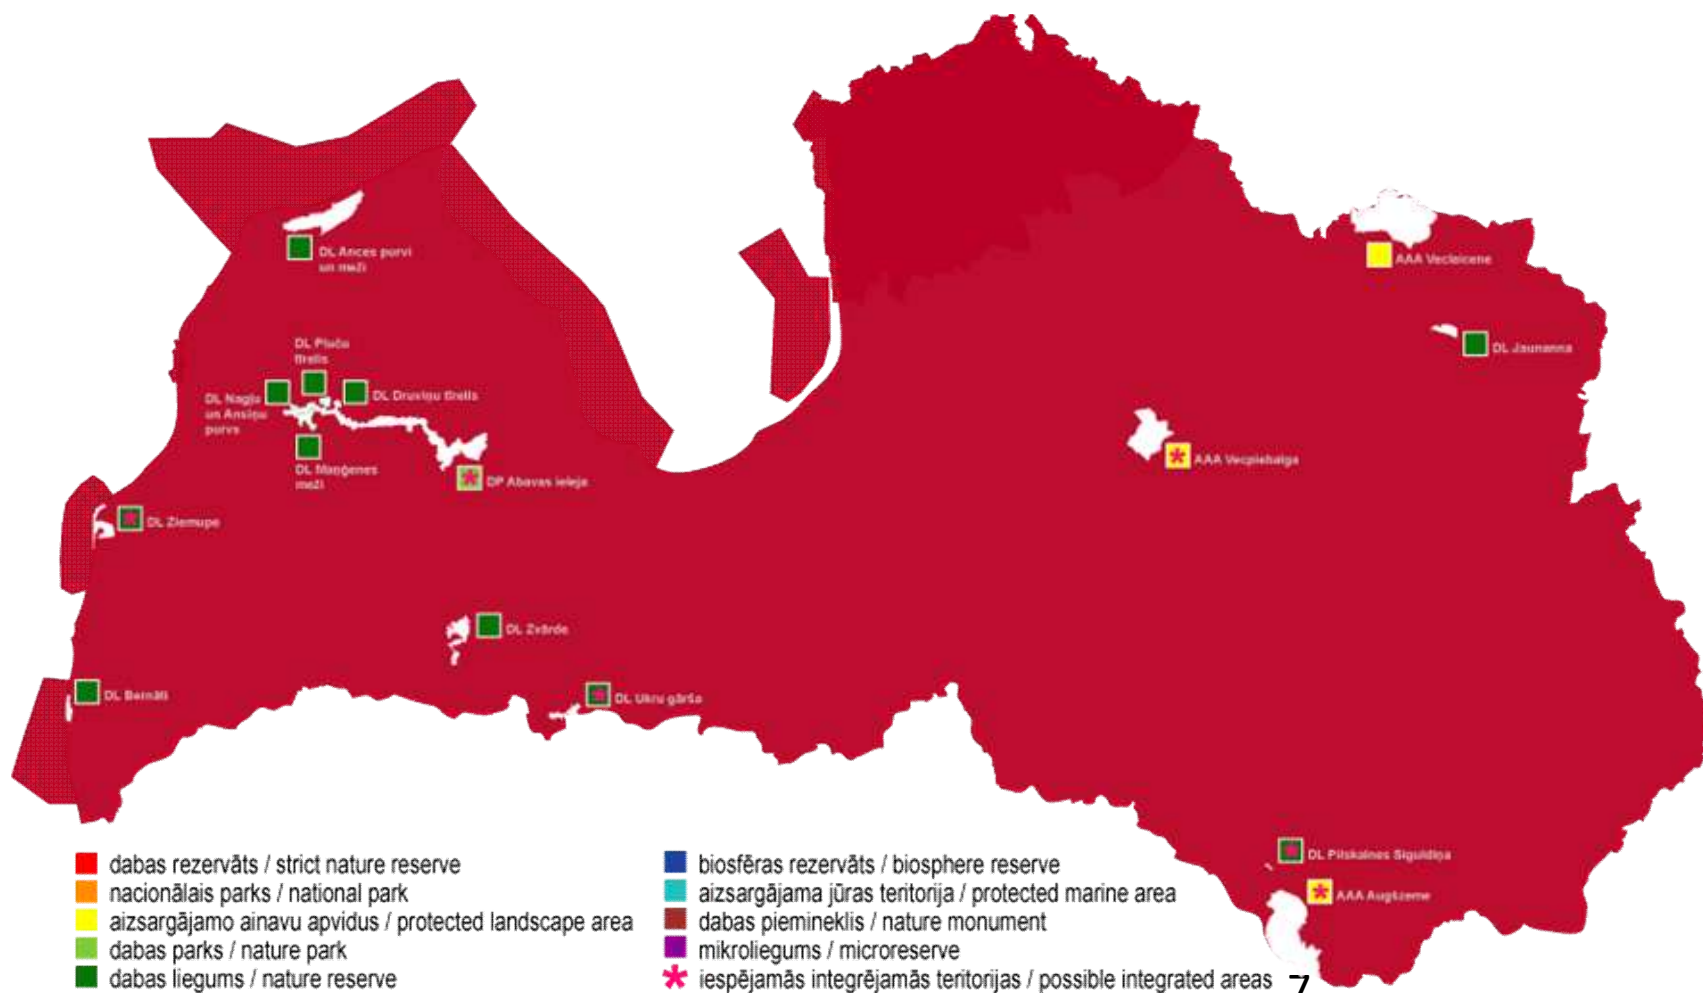 DL Ances purvi
un meži
AAA Veclaicene
DL Plaču
tīrelis
DL Jaunanna
DL Nagļu
un Ansiņu
purvs
DL Druviņu tīrelis
DL Maņģenes
meži
AAA Vecpiebalga
DP Abavas ieleja
DL Ziemupe
DL Zvārde
DL Bernāti
DL Ukru gārša
DL Pilskalnes Siguldiņa
AAA Augšzeme
dabas rezervāts / strict nature reserve
nacionālais parks / national park
aizsargājamo ainavu apvidus / protected landscape area
dabas parks / nature park
dabas liegums / nature reserve
biosfēras rezervāts / biosphere reserve
aizsargājama jūras teritorija / protected marine area
dabas piemineklis / nature monument
mikroliegums / microreserve
iespējamās integrējamās teritorijas / possible integrated areas
7